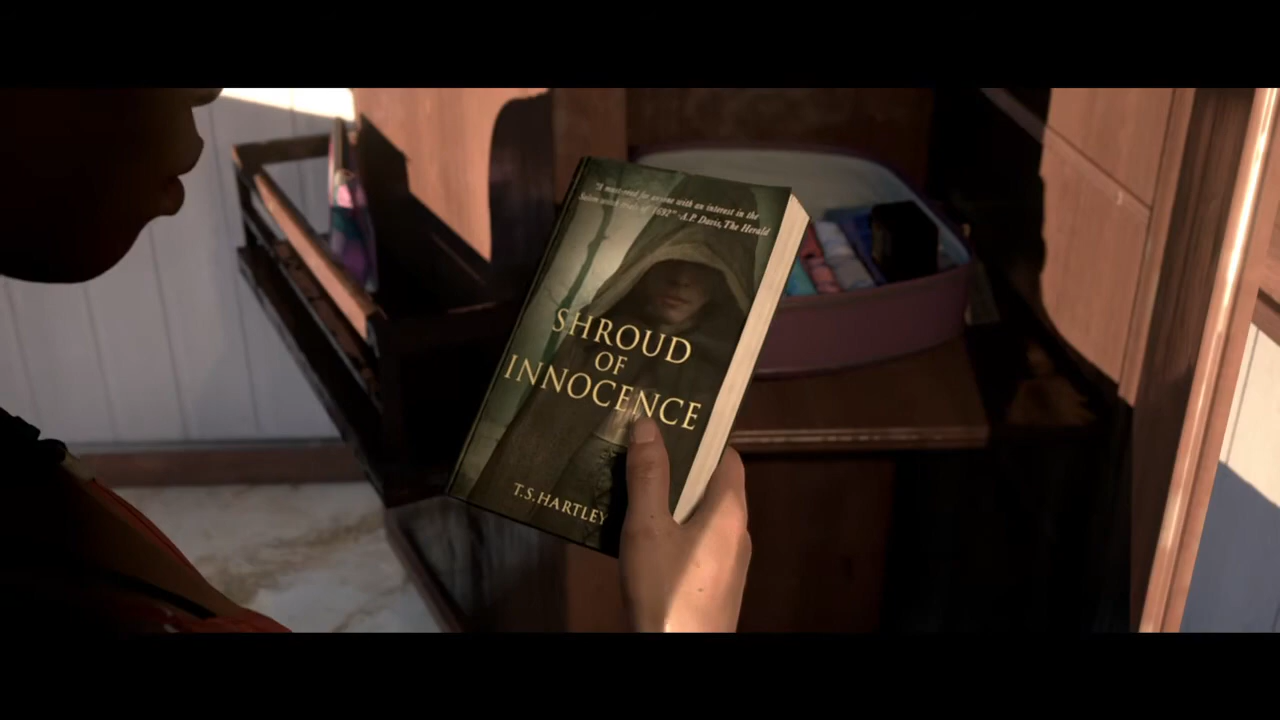 "A must-read for anyone with an interest in the
Salem witch trials of 1692" -A.P. Davis, The Herald
SHROUD
OF
INNOCENCE
T.S.HARTLEY